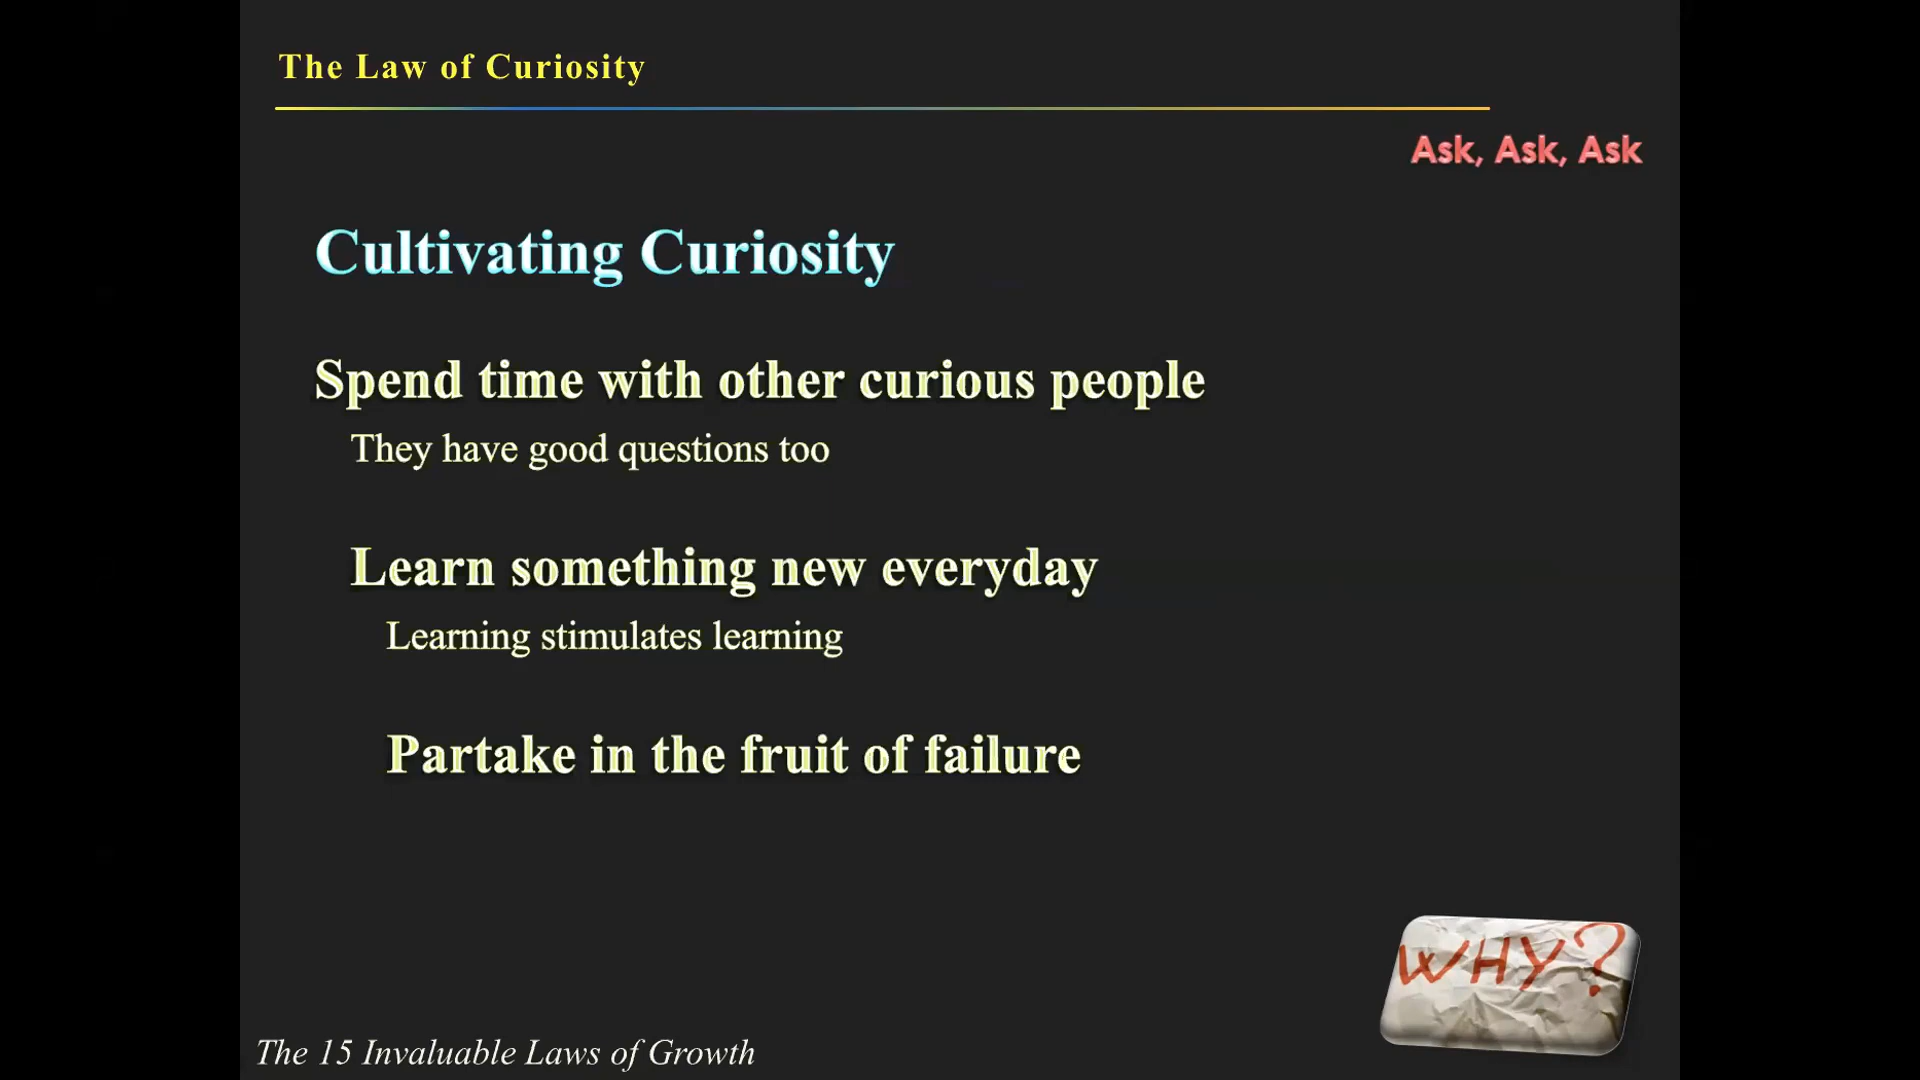 The Law of Curiosity
Ask, Ask, Ask
Cultivating Curiosity
Spend time with other curious people
They have good questions too
Learn something new everyday
Learning stimulates learning
Partake in the fruit of failure
WHY?
The 15 Invaluable Laws of Growth